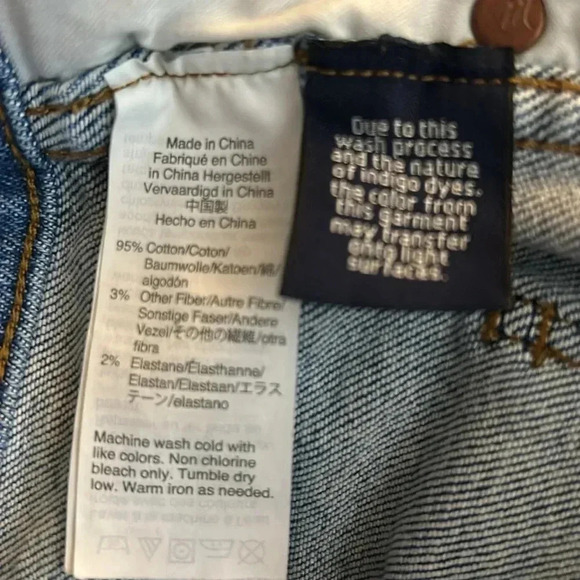 Made in China
Fabriqué en Chine
in China Hergestellt
Vervaardigd in China
中国製
Hecho en China
95% Cotton/Coton/
Baumwolle/Katoen/綿/
algodón
3% Other Fiber/Autre Fibre/
Sonstige Faser/Andere
Vezel/その他の繊維/otra
fibra
2% Elastane/Élasthanne/
Elastan/Elastaan/エラス
テーン/elastano
Machine wash cold with
like colors. Non chlorine
bleach only. Tumble dry
low. Warm iron as needed.
Due to this
wash process
and the nature
of indigo dyes.
the color from
this garment
may transfer
onto light
surfaces.